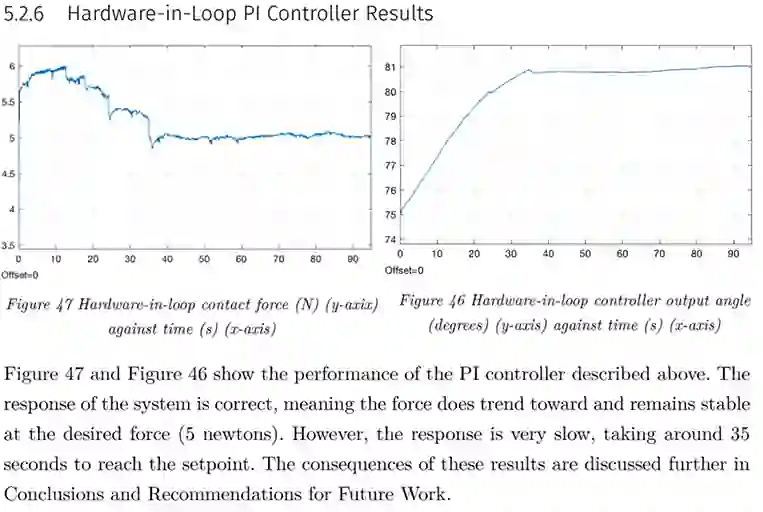 5.2.6 Hardware-in-Loop PI Controller Results
6
5.5
5
4.5
4
3.5
0 10 20 30 40 50 60 70 80 90
Offset=0
81
80
79
78
77
76
75
74
0 10 20 30 40 50 60 70 80 90
Offset=0
Figure 47 Hardware-in-loop contact force (N) (y-axis)
against time (s) (x-axis)
Figure 46 Hardware-in-loop controller output angle
(degrees) (y-axis) against time (s) (x-axis)
Figure 47 and Figure 46 show the performance of the PI controller described above. The
response of the system is correct, meaning the force does trend toward and remains stable
at the desired force (5 newtons). However, the response is very slow, taking around 35
seconds to reach the setpoint. The consequences of these results are discussed further in
Conclusions and Recommendations for Future Work.